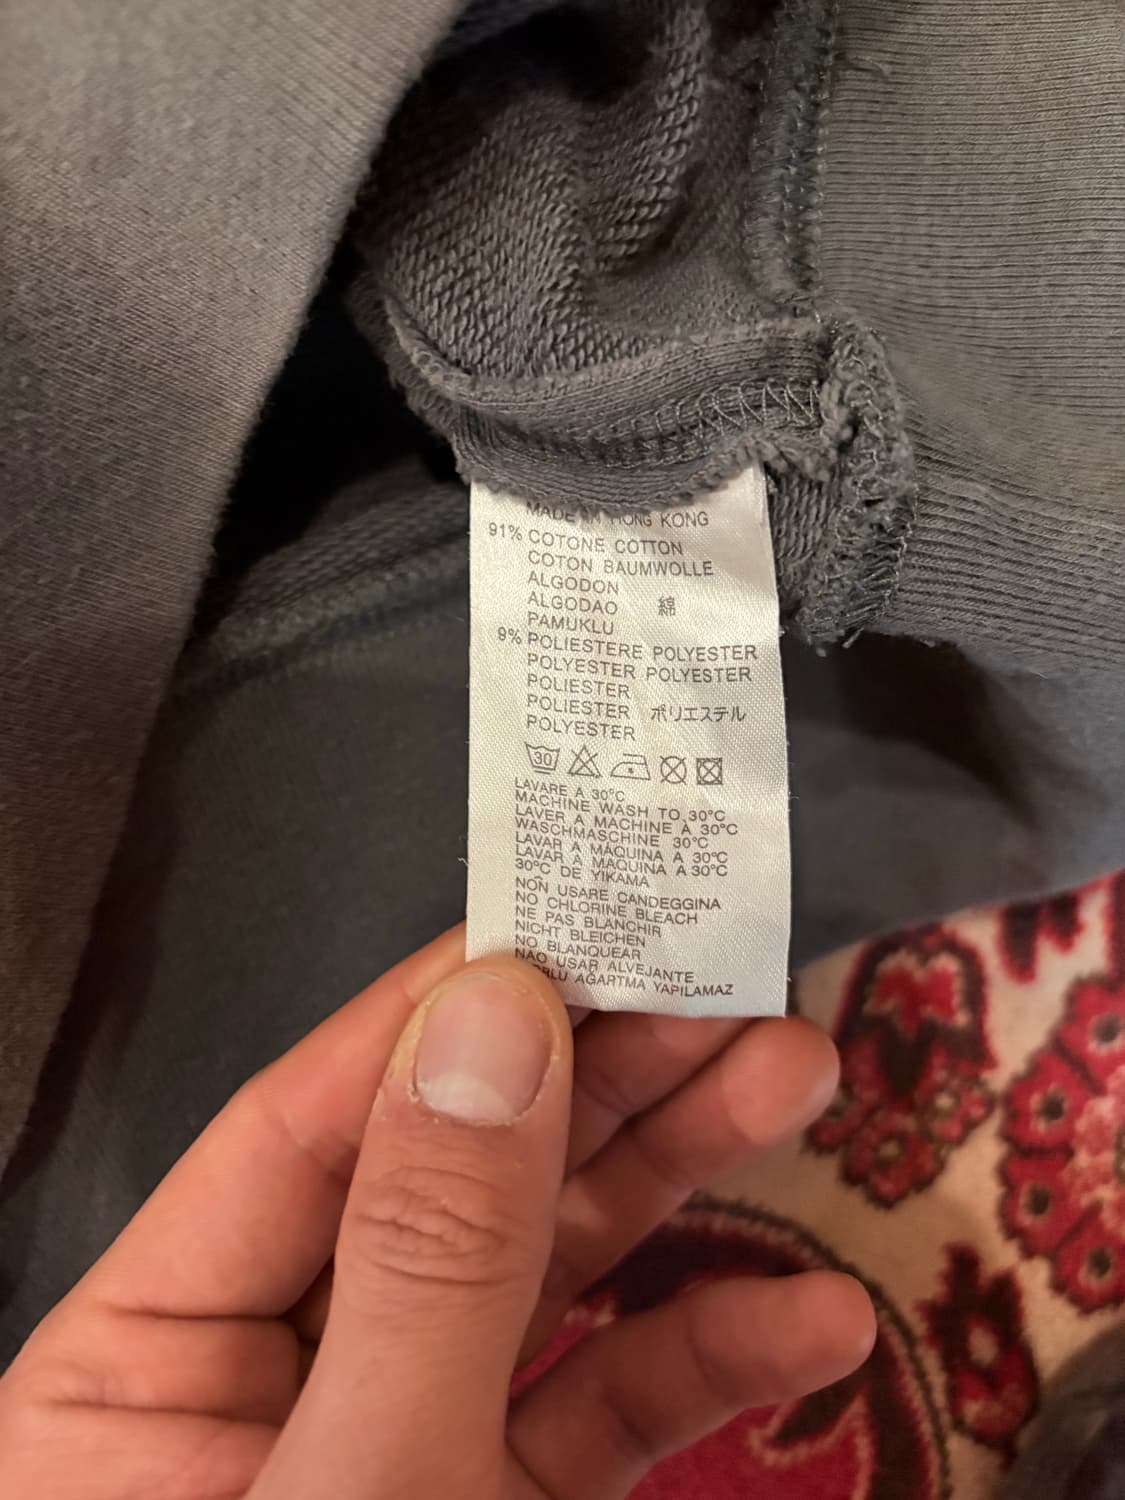 MADE IN HONG KONG
91% COTONE COTTON
COTON BAUMWOLLE
ALGODON
ALGODAO 綿
PAMUKLU
9% POLIESTERE POLYESTER
POLYESTER POLYESTER
POLIESTER
POLIESTER ポリエステル
POLYESTER
30
LAVARE A 30°C
MACHINE WASH TO 30°C
LAVER A MACHINE À 30°C
WASCHMASCHINE 30°C
LAVAR A MÁQUINA A 30°C
LAVAR A MÁQUINA A 30°C
30°C DE YIKAMA
NON USARE CANDEGGINA
NO CHLORINE BLEACH
NE PAS BLANCHIR
NICHT BLEICHEN
NO BLANQUEAR
NAO USAR ALVEJANTE
AĞARTMA YAPILAMAZ